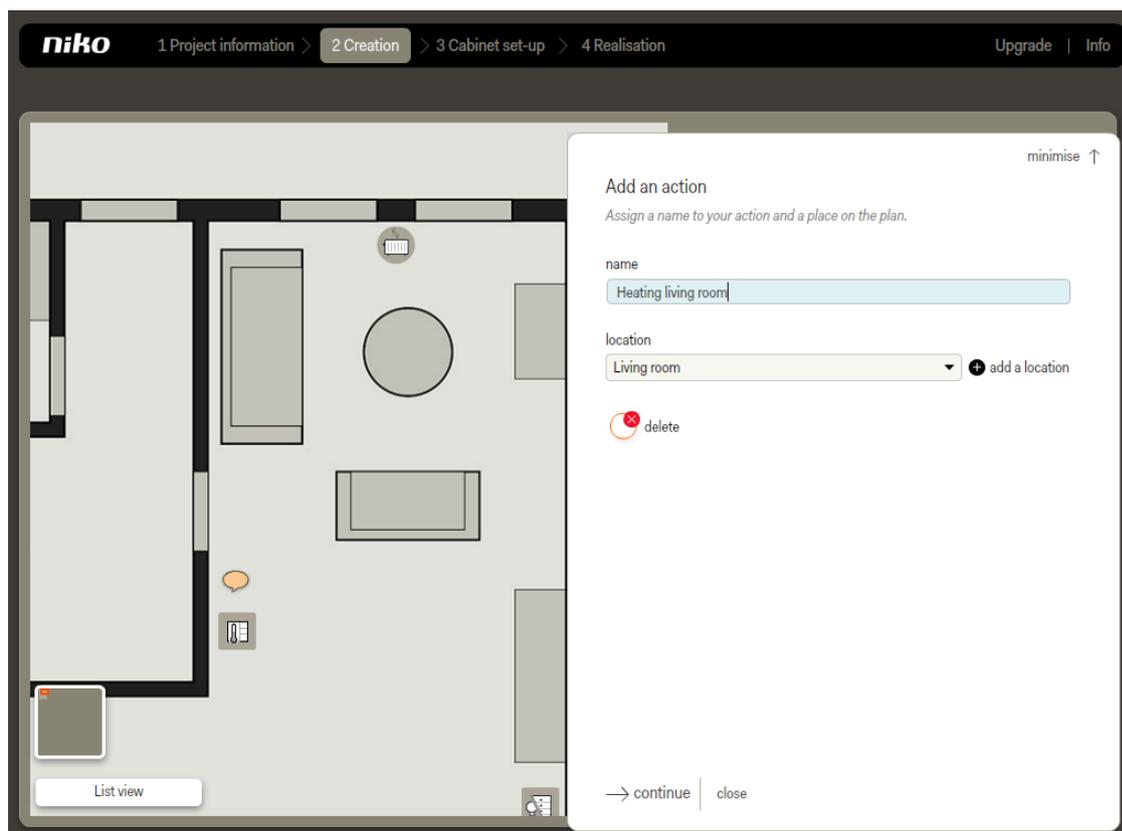 niko 1 Project information 2 Creation 3 Cabinet set-up 4 Realisation Upgrade | Info
minimise
Add an action
Assign a name to your action and a place on the plan.
name
Heating living room
location
Living room add a location
delete
List view
continue close